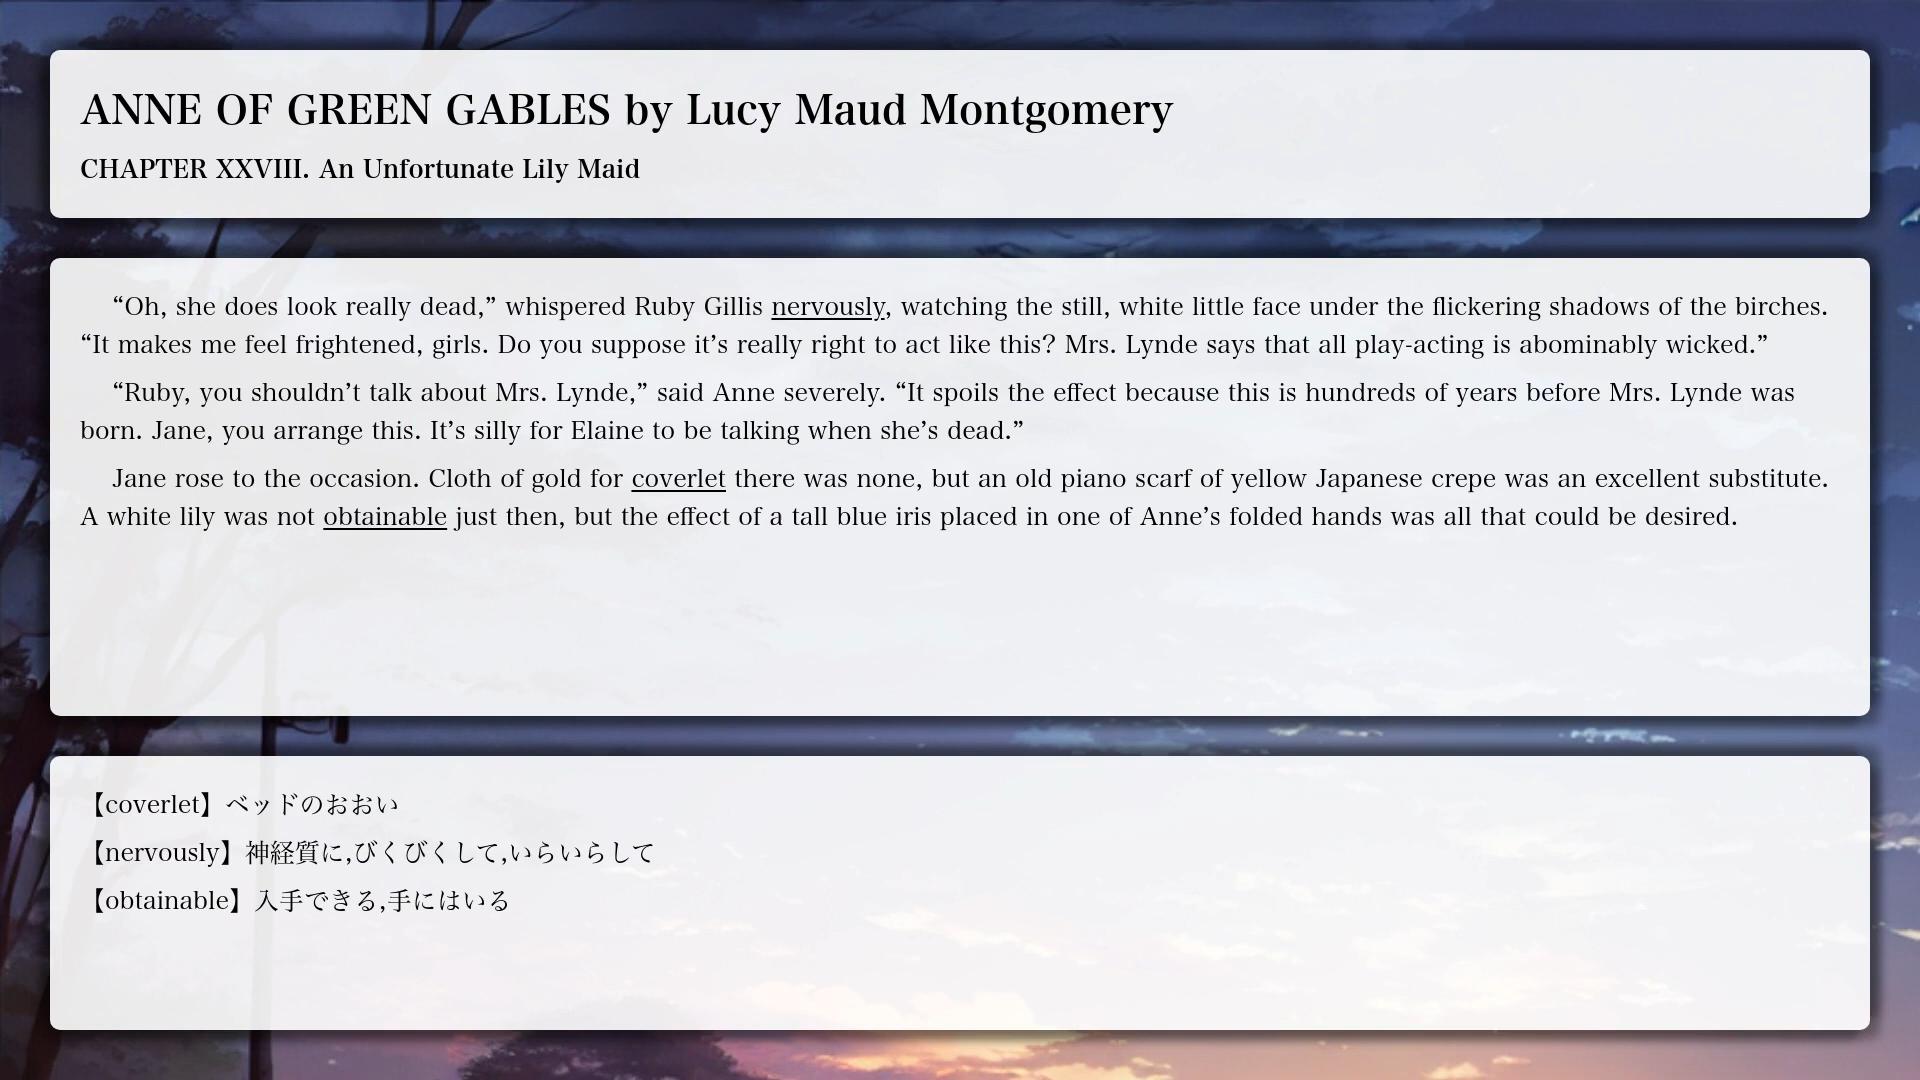 ANNE OF GREEN GABLES by Lucy Maud Montgomery
CHAPTER XXVIII. An Unfortunate Lily Maid
“Oh, she does look really dead,” whispered Ruby Gillis nervously, watching the still, white little face under the flickering shadows of the birches.
“It makes me feel frightened, girls. Do you suppose it’s really right to act like this? Mrs. Lynde says that all play-acting is abominably wicked.”
“Ruby, you shouldn’t talk about Mrs. Lynde,” said Anne severely. “It spoils the effect because this is hundreds of years before Mrs. Lynde was
born. Jane, you arrange this. It’s silly for Elaine to be talking when she’s dead.”
Jane rose to the occasion. Cloth of gold for coverlet there was none, but an old piano scarf of yellow Japanese crepe was an excellent substitute.
A white lily was not obtainable just then, but the effect of a tall blue iris placed in one of Anne’s folded hands was all that could be desired.
【coverlet】ベッドのおおい
【nervously】神経質に,びくびくして,いらいらして
【obtainable】入手できる,手にはいる